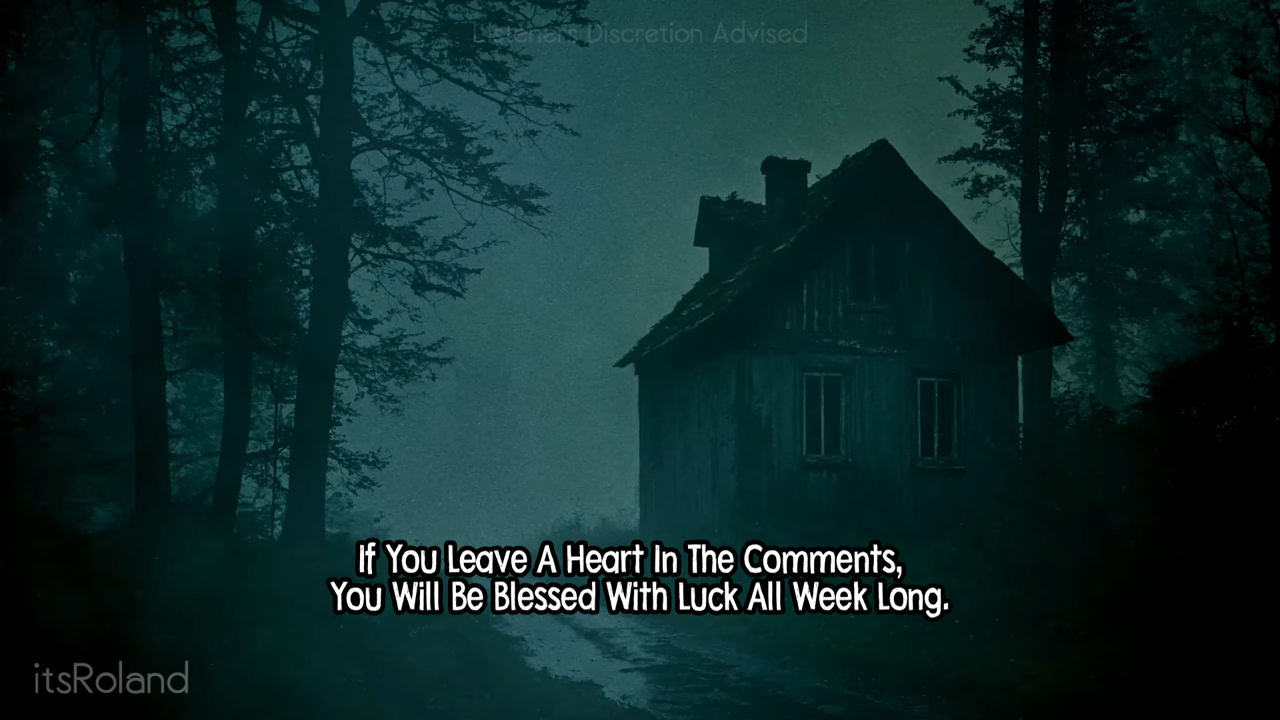 Listeners Discretion Advised
If You Leave A Heart In The Comments,
You Will Be Blessed With Luck All Week Long.
itsRoland